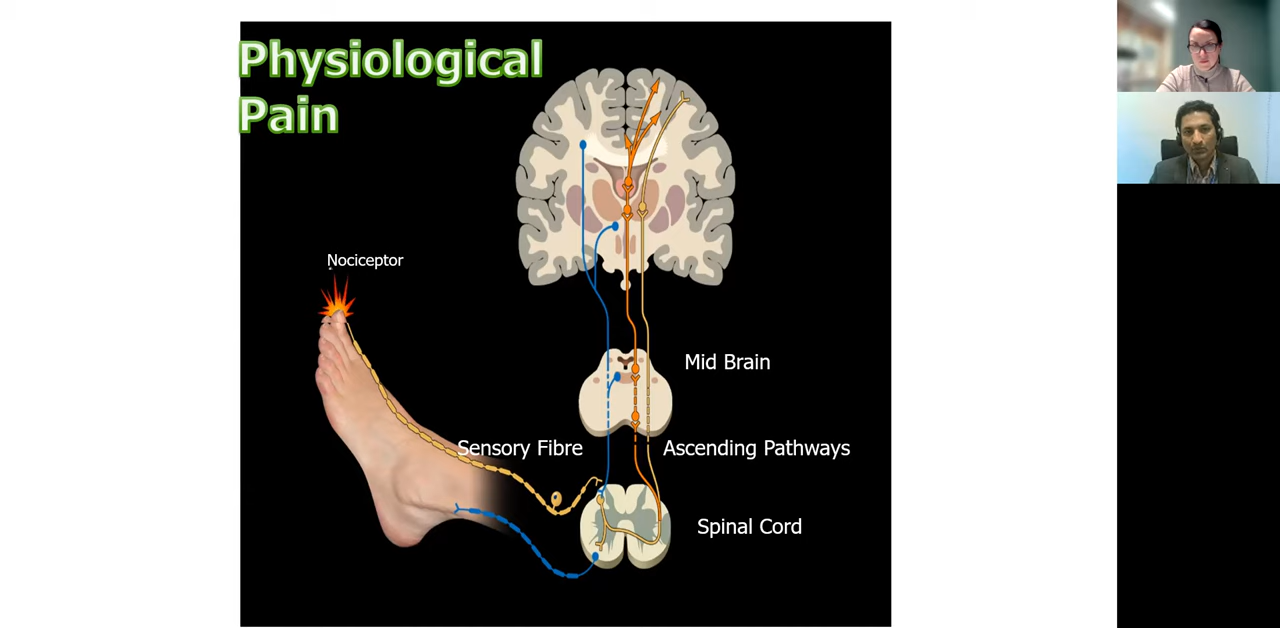 Physiological
Pain
Nociceptor
Mid Brain
Sensory Fibre
Ascending Pathways
Spinal Cord